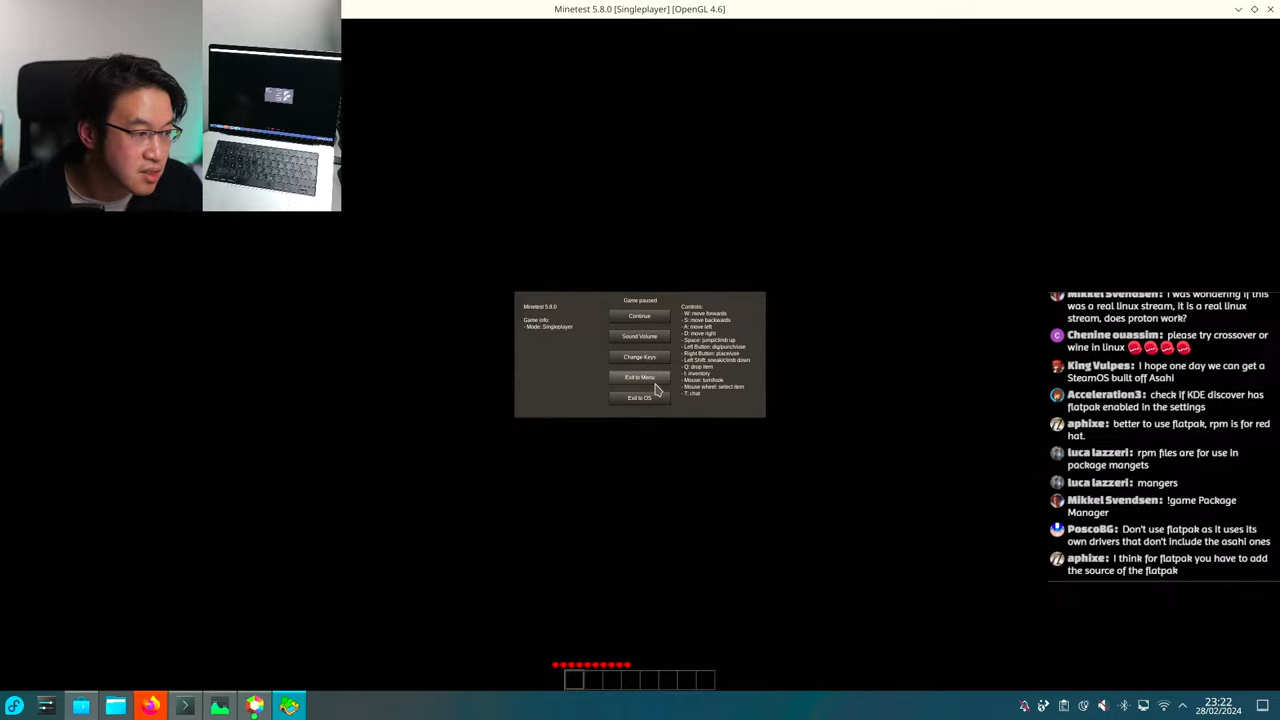 Minetest 5.8.0 [Singleplayer] [OpenGL 4.6]
Minetest 5.8.0
Game info:
- Mode: Singleplayer
Game paused
Continue
Sound Volume
Change Keys
Exit to Menu
Exit to OS
Controls:
- W: move forwards
- S: move backwards
- A: move left
- D: move right
- Space: jump/climb up
- Left Button: dig/punch/use
- Right Button: place/use
- Left Shift: sneak/climb down
- Q: drop item
- I: inventory
- Mouse: turn/look
- Mouse wheel: select item
- T: chat
Mikkel Svendsen: I was wondering if this
was a real linux stream, it is a real linux
stream, does proton work?
Chenine ouassim: please try crossover or
wine in linux
King Vulpes: I hope one day we can get a
SteamOS built off Asahi
Acceleration3: check if KDE discover has
flatpak enabled in the settings
aphixe: better to use flatpak, rpm is for red
hat.
luca lazzeri: rpm files are for use in
package mangets
luca lazzeri: mangers
Mikkel Svendsen: !game Package
Manager
PoscoBG: Don't use flatpak as it uses its
own drivers that don't include the asahi ones
aphixe: I think for flatpak you have to add
the source of the flatpak
23:22
28/02/2024